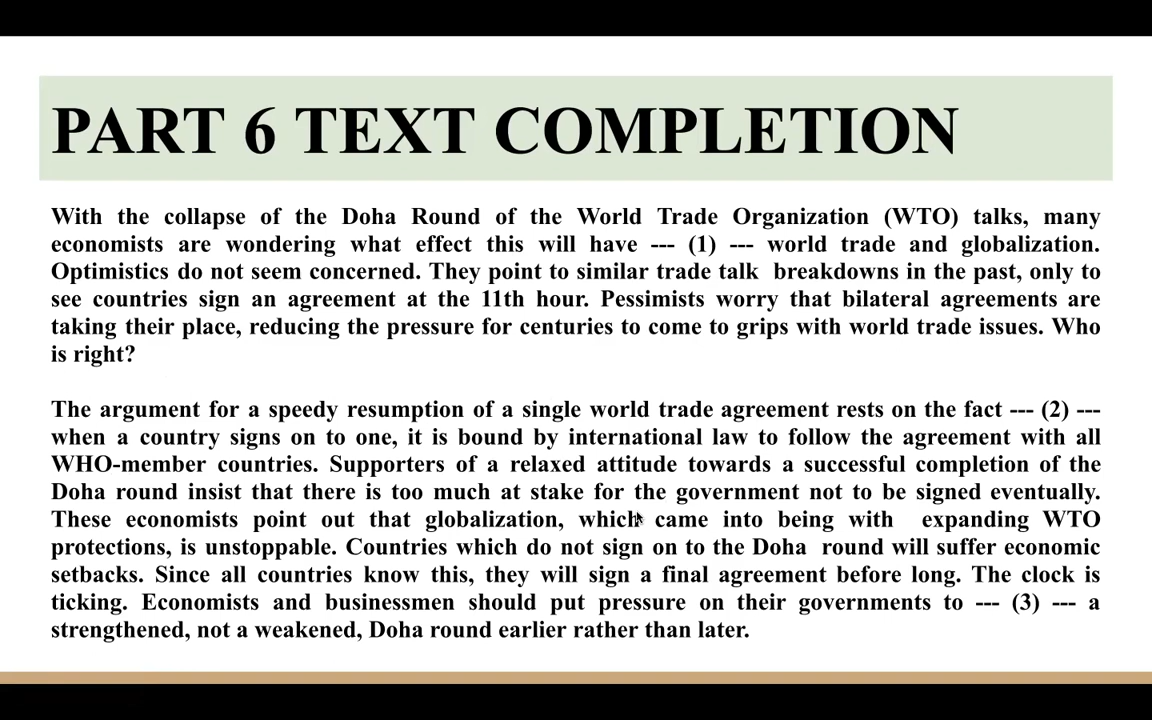 PART 6 TEXT COMPLETION
With the collapse of the Doha Round of the World Trade Organization (WTO) talks, many
economists are wondering what effect this will have --- (1) --- world trade and globalization.
Optimistics do not seem concerned. They point to similar trade talk breakdowns in the past, only to
see countries sign an agreement at the 11th hour. Pessimists worry that bilateral agreements are
taking their place, reducing the pressure for centuries to come to grips with world trade issues. Who
is right?
The argument for a speedy resumption of a single world trade agreement rests on the fact --- (2) ---
when a country signs on to one, it is bound by international law to follow the agreement with all
WHO-member countries. Supporters of a relaxed attitude towards a successful completion of the
Doha round insist that there is too much at stake for the government not to be signed eventually.
These economists point out that globalization, which came into being with expanding WTO
protections, is unstoppable. Countries which do not sign on to the Doha round will suffer economic
setbacks. Since all countries know this, they will sign a final agreement before long. The clock is
ticking. Economists and businessmen should put pressure on their governments to --- (3) --- a
strengthened, not a weakened, Doha round earlier rather than later.